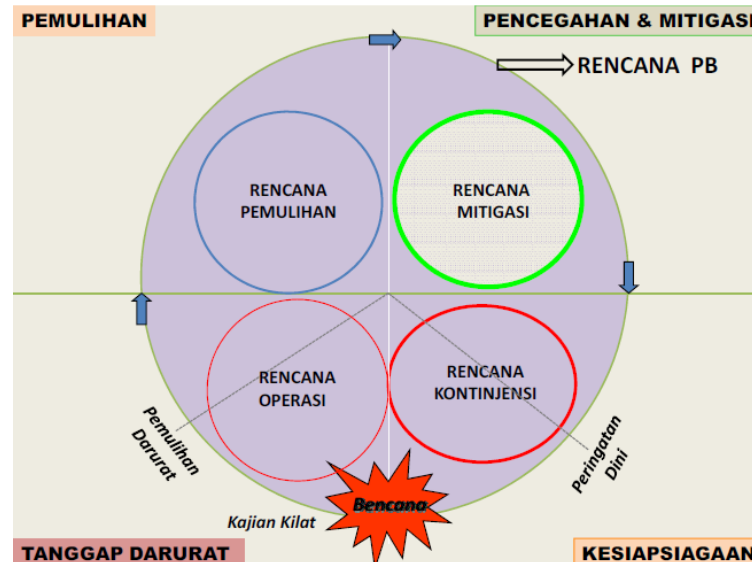 PEMULIHAN
PENCEGAHAN & MITIGASI
RENCANA PB
RENCANA
PEMULIHAN
RENCANA
MITIGASI
RENCANA
OPERASI
RENCANA
KONTINJENSI
Pemulihan
Darurat
Peringatan
Dini
Bencana
Kajian Kilat
TANGGAP DARURAT
KESIAPSIAGAAN